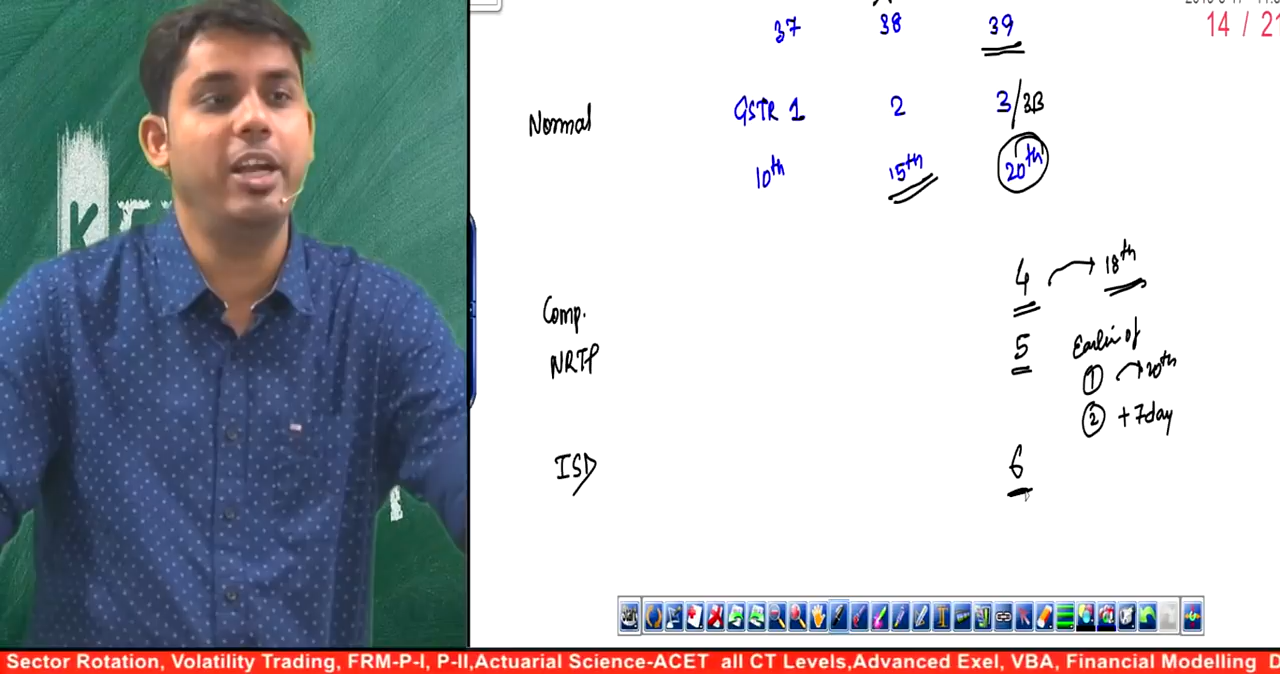 37 38 39
14 / 21
Normal GSTR 1 2 3/3B
10th 15th 20th
4 → 18th
Comp.
NRTP 5 Earlier of
① → 20th
② + 7 day
ISD 6
Sector Rotation, Volatility Trading, FRM-P-I, P-II,Actuarial Science-ACET all CT Levels,Advanced Exel, VBA, Financial Modelling D